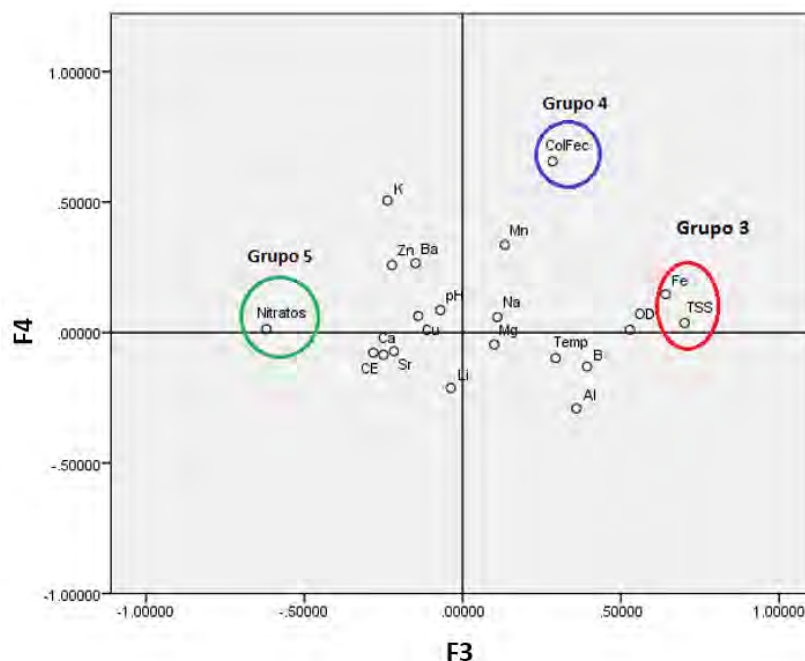 1.00000
Grupo 4
ColFec
.50000
K
Mn
Grupo 3
Zn
Ba
Grupo 5
Fe
pH
Nitratos
Na
OD
TSS
.00000
Cu
Ca
Mg
Temp
B
CE
Sr
Li
Al
F4
-.50000
-1.00000
-1.00000
-.50000
.00000
.50000
1.00000
F3